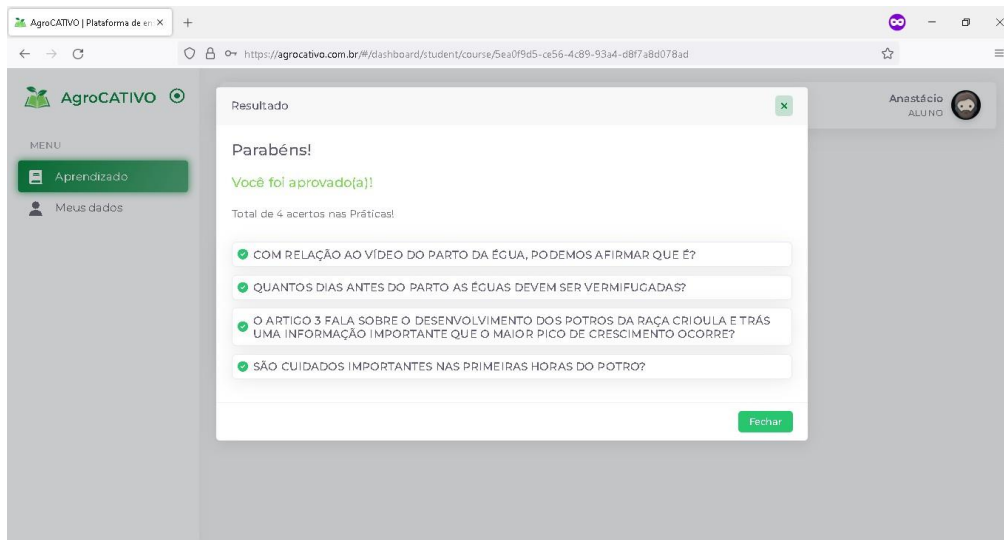 AgroCATIVO | Plataforma de en
https://agrocativo.com.br/#/dashboard/student/course/5ea0f9d5-ce56-4c89-93a4-d8f7a8d078ad
AgroCATIVO
Resultado
Anastácio
ALUNO
MENU
Aprendizado
Meus dados
Parabéns!
Você foi aprovado(a)!
Total de 4 acertos nas Práticas!
COM RELAÇÃO AO VÍDEO DO PARTO DA ÉGUA, PODEMOS AFIRMAR QUE É?
QUANTOS DIAS ANTES DO PARTO AS ÉGUAS DEVEM SER VERMIFUGADAS?
O ARTIGO 3 FALA SOBRE O DESENVOLVIMENTO DOS POTROS DA RAÇA CRIOULA E TRÁS
UMA INFORMAÇÃO IMPORTANTE QUE O MAIOR PICO DE CRESCIMENTO OCORRE?
SÃO CUIDADOS IMPORTANTES NAS PRIMEIRAS HORAS DO POTRO?
Fechar